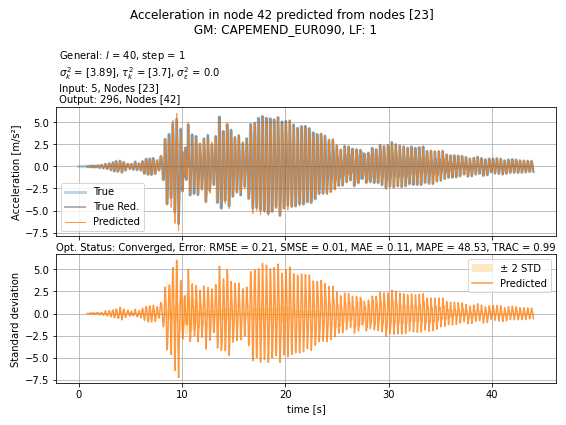 Acceleration in node 42 predicted from nodes [23]
GM: CAPEMEND_EUR090, LF: 1
General: l = 40, step = 1
σ²ₖ = [3.89], τ²ₖ = [3.7], σ²ε = 0.0
Input: 5, Nodes [23]
Output: 296, Nodes [42]
Acceleration [m/s²]
5.0
2.5
0.0
−2.5
−5.0
−7.5
True
True Red.
Predicted
Opt. Status: Converged, Error: RMSE = 0.21, SMSE = 0.01, MAE = 0.11, MAPE = 48.53, TRAC = 0.99
Standard deviation
5.0
2.5
0.0
−2.5
−5.0
−7.5
± 2 STD
Predicted
0
10
20
30
40
time [s]